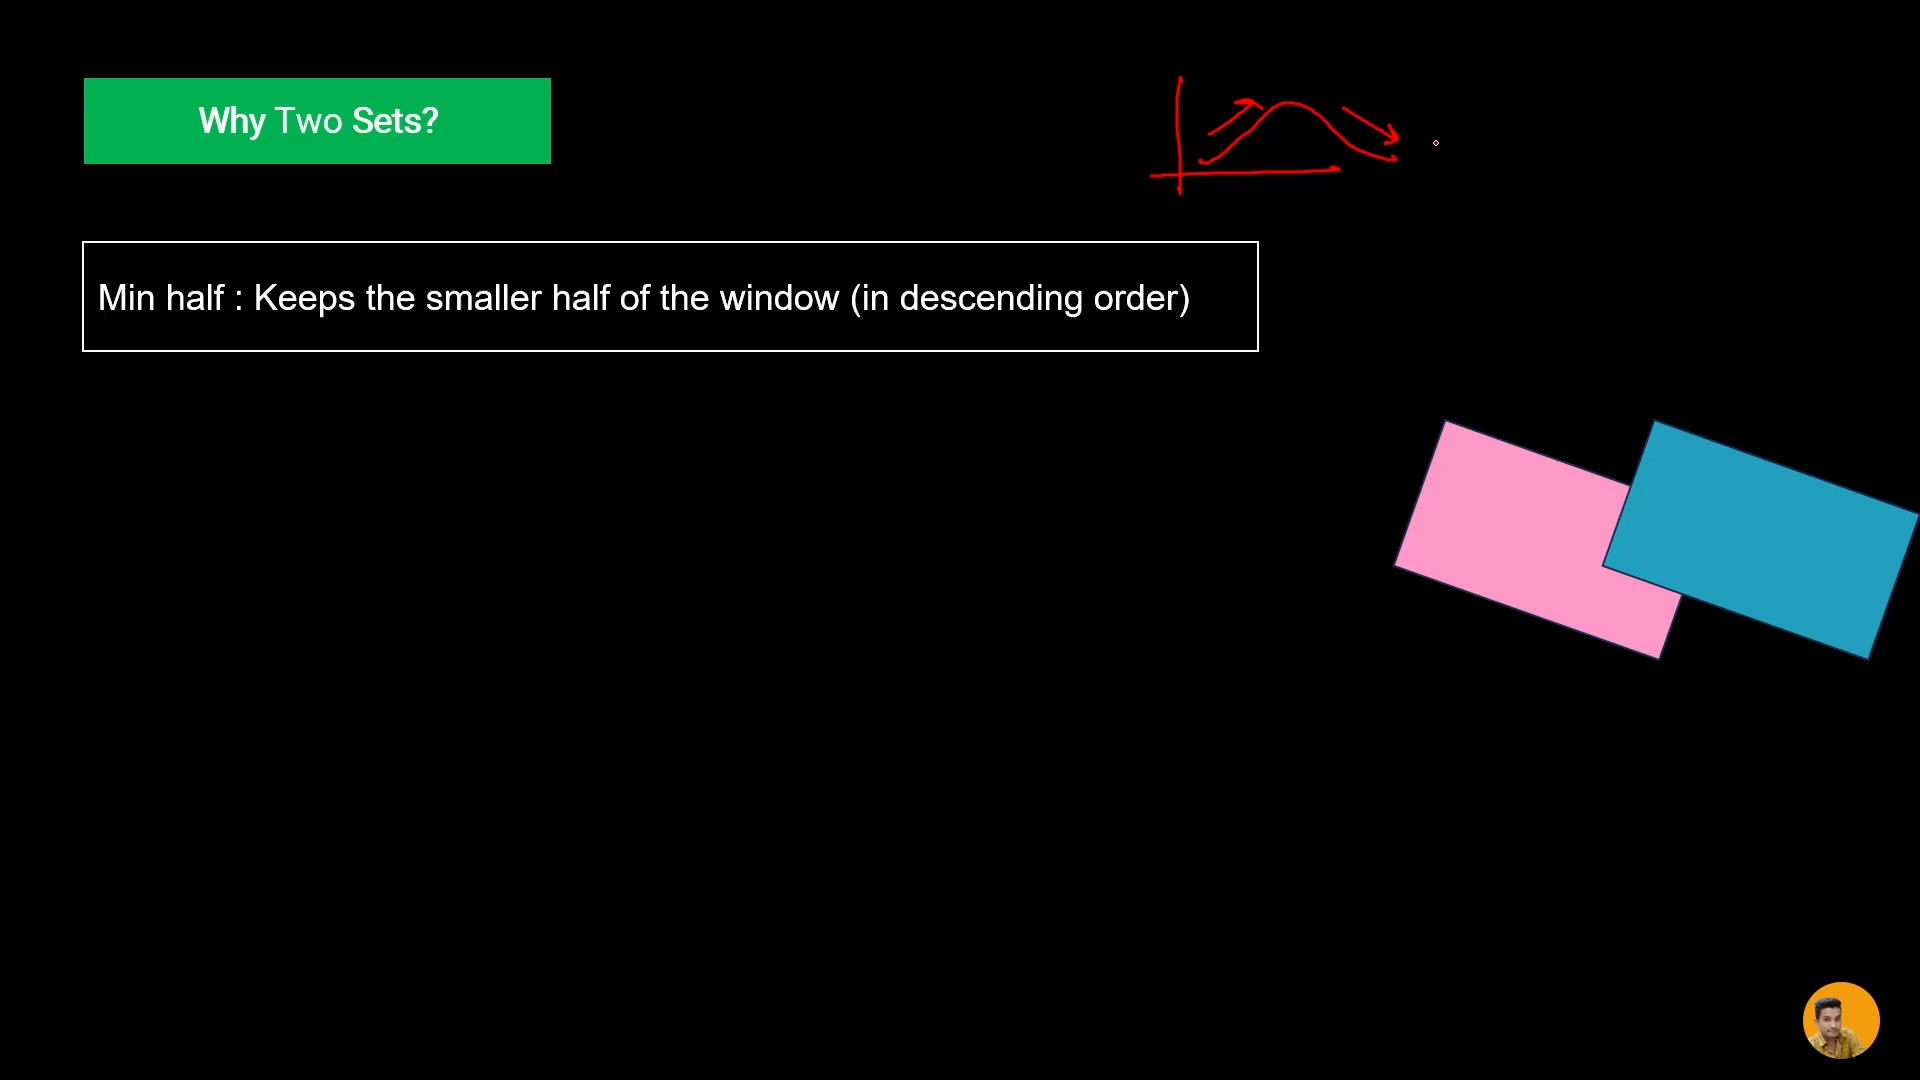 Why Two Sets?
Min half : Keeps the smaller half of the window (in descending order)